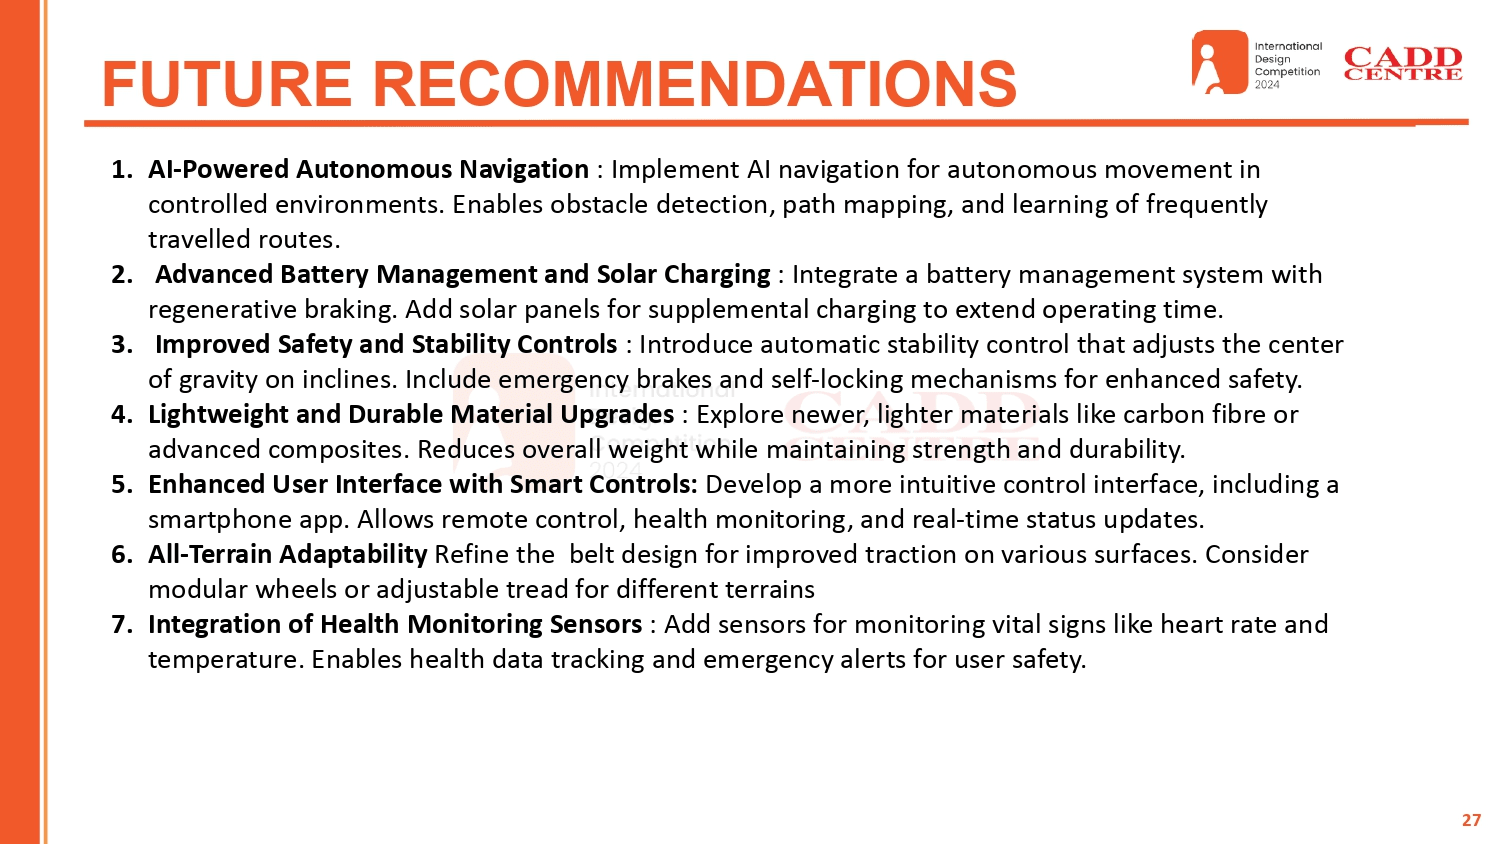 FUTURE RECOMMENDATIONS
International
Design
Competition
2024
CADD
CENTRE
1. AI-Powered Autonomous Navigation : Implement AI navigation for autonomous movement in
controlled environments. Enables obstacle detection, path mapping, and learning of frequently
travelled routes.
2. Advanced Battery Management and Solar Charging : Integrate a battery management system with
regenerative braking. Add solar panels for supplemental charging to extend operating time.
3. Improved Safety and Stability Controls : Introduce automatic stability control that adjusts the center
of gravity on inclines. Include emergency brakes and self-locking mechanisms for enhanced safety.
4. Lightweight and Durable Material Upgrades : Explore newer, lighter materials like carbon fibre or
advanced composites. Reduces overall weight while maintaining strength and durability.
5. Enhanced User Interface with Smart Controls: Develop a more intuitive control interface, including a
smartphone app. Allows remote control, health monitoring, and real-time status updates.
6. All-Terrain Adaptability Refine the  belt design for improved traction on various surfaces. Consider
modular wheels or adjustable tread for different terrains
7. Integration of Health Monitoring Sensors : Add sensors for monitoring vital signs like heart rate and
temperature. Enables health data tracking and emergency alerts for user safety.
International
Design
Competition
2024
CADD
CENTRE
27